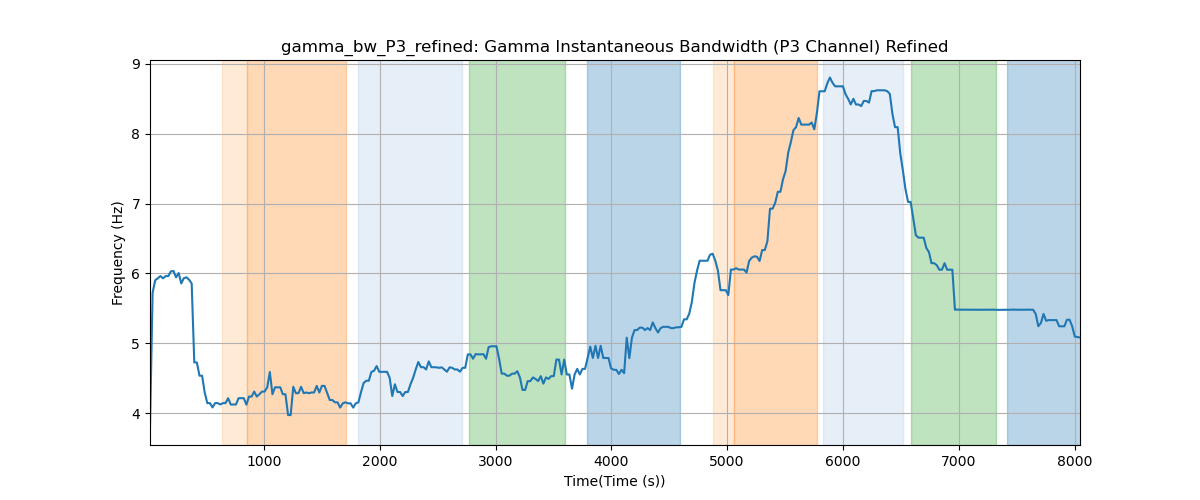 gamma_bw_P3_refined: Gamma Instantaneous Bandwidth (P3 Channel) Refined
Frequency (Hz)
9
8
7
6
5
4
1000 2000 3000 4000 5000 6000 7000 8000
Time(Time (s))